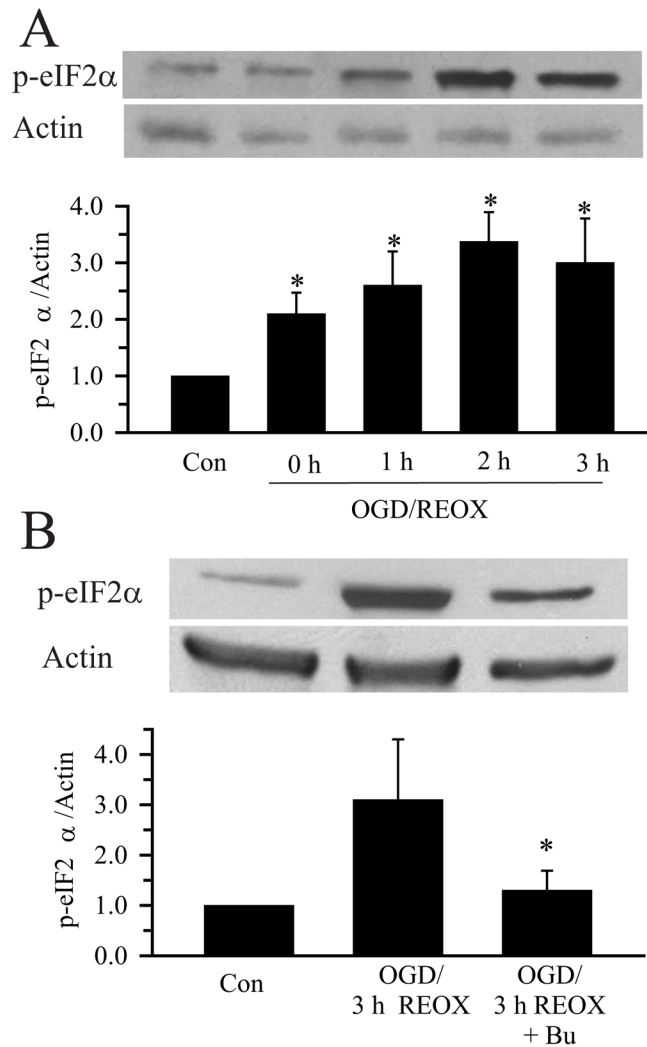 A
p-eIF2α
Actin
p-eIF2 α /Actin
4.0
3.0
2.0
1.0
0.0
* * * *
Con 0 h 1 h 2 h 3 h
OGD/REOX
B
p-eIF2α
Actin
p-eIF2 α /Actin
4.0
3.0
2.0
1.0
0.0
*
Con
OGD/
3 h REOX
OGD/
3 h REOX
+ Bu